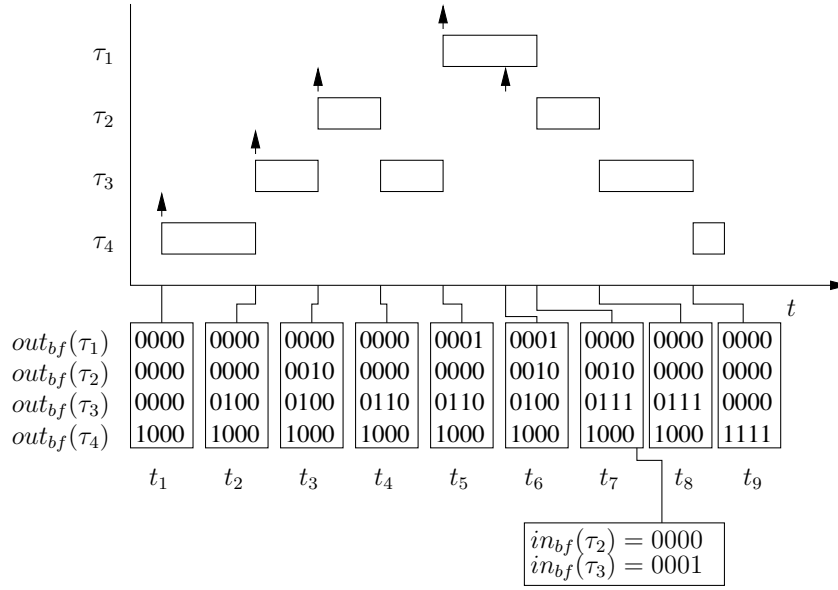 τ1
τ2
τ3
τ4
t
out_bf(τ1) 0000 0000 0000 0000 0001 0001 0000 0000 0000
out_bf(τ2) 0000 0000 0010 0000 0000 0010 0010 0000 0000
out_bf(τ3) 0000 0100 0100 0110 0110 0100 0111 0111 0000
out_bf(τ4) 1000 1000 1000 1000 1000 1000 1000 1000 1111
t1 t2 t3 t4 t5 t6 t7 t8 t9
in_bf(τ2) = 0000
in_bf(τ3) = 0001